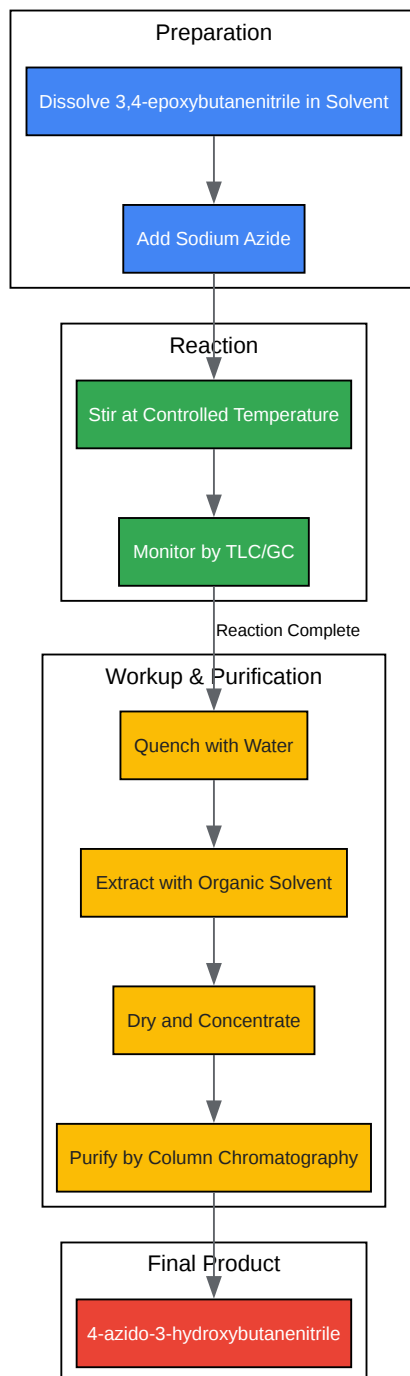 Preparation
Dissolve 3,4-epoxybutanenitrile in Solvent
Add Sodium Azide
Reaction
Stir at Controlled Temperature
Monitor by TLC/GC
Reaction Complete
Workup & Purification
Quench with Water
Extract with Organic Solvent
Dry and Concentrate
Purify by Column Chromatography
Final Product
4-azido-3-hydroxybutanenitrile